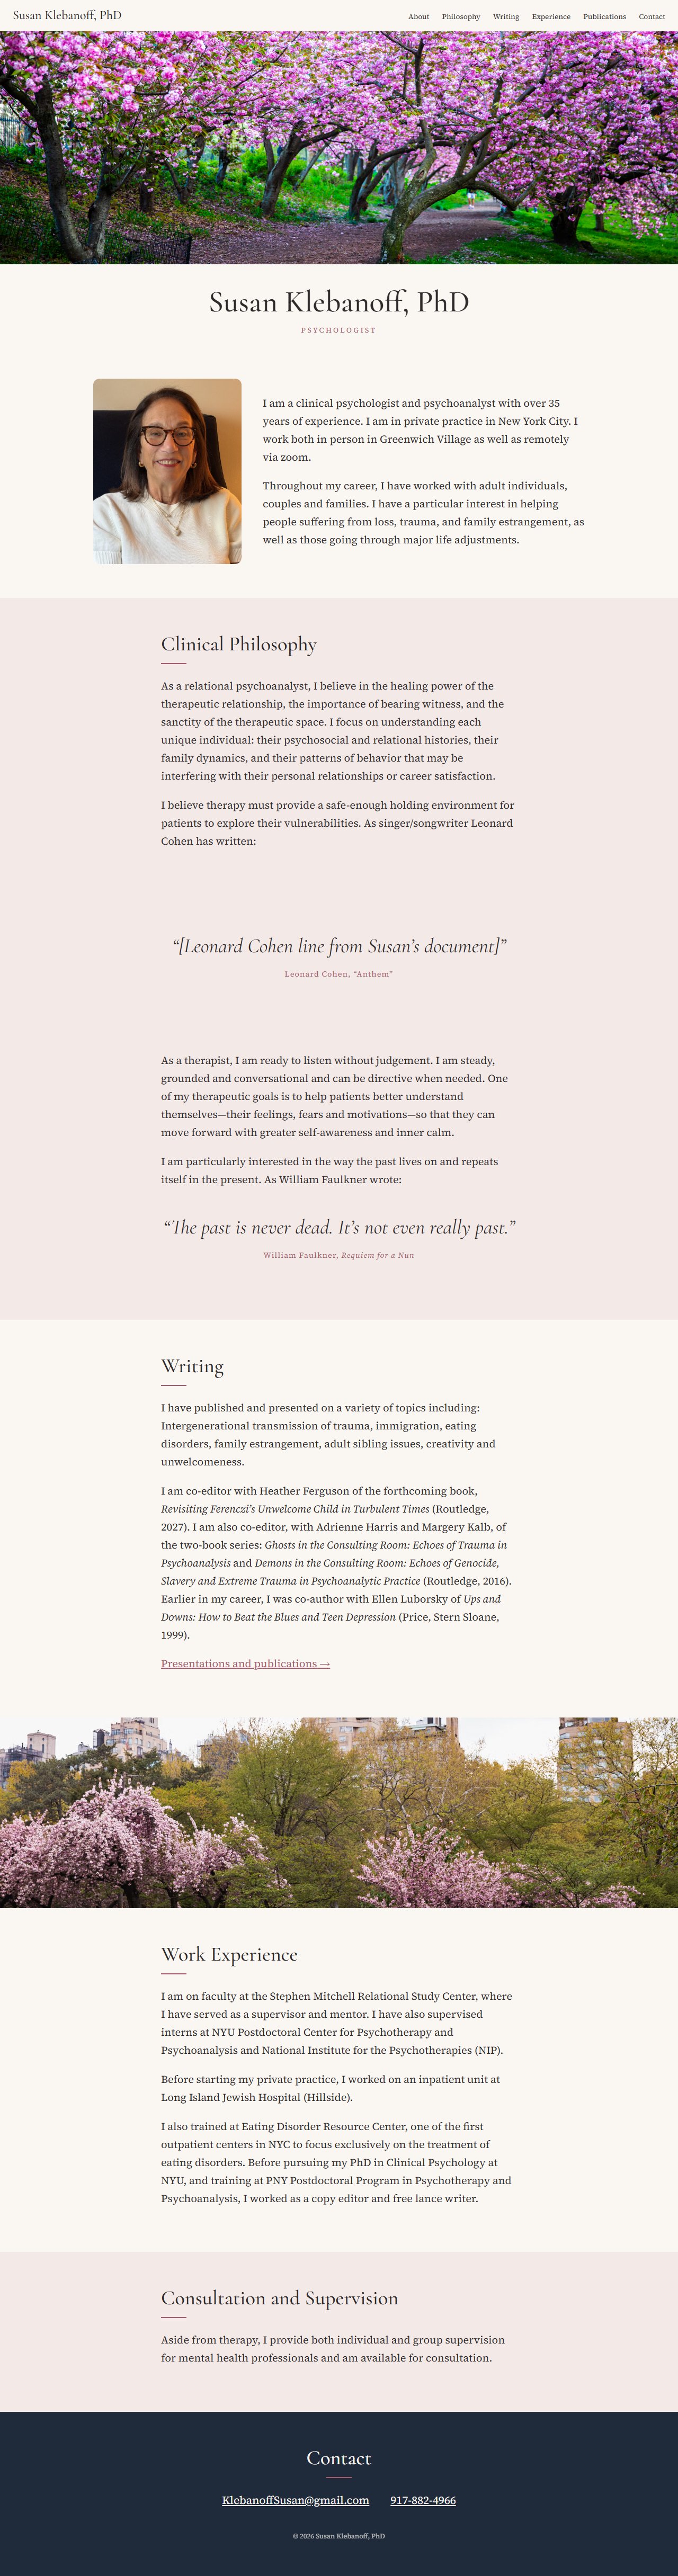 Susan Klebanoff, PhD
About Philosophy Writing Experience Publications Contact
Susan Klebanoff, PhD
PSYCHOLOGIST
I am a clinical psychologist and psychoanalyst with over 35
years of experience. I am in private practice in New York City. I
work both in person in Greenwich Village as well as remotely
via zoom.
Throughout my career, I have worked with adult individuals,
couples and families. I have a particular interest in helping
people suffering from loss, trauma, and family estrangement, as
well as those going through major life adjustments.
Clinical Philosophy
As a relational psychoanalyst, I believe in the healing power of the
therapeutic relationship, the importance of bearing witness, and the
sanctity of the therapeutic space. I focus on understanding each
unique individual: their psychosocial and relational histories, their
family dynamics, and their patterns of behavior that may be
interfering with their personal relationships or career satisfaction.
I believe therapy must provide a safe-enough holding environment for
patients to explore their vulnerabilities. As singer/songwriter Leonard
Cohen has written:
“[Leonard Cohen line from Susan’s document]”
Leonard Cohen, “Anthem”
As a therapist, I am ready to listen without judgement. I am steady,
grounded and conversational and can be directive when needed. One
of my therapeutic goals is to help patients better understand
themselves—their feelings, fears and motivations—so that they can
move forward with greater self-awareness and inner calm.
I am particularly interested in the way the past lives on and repeats
itself in the present. As William Faulkner wrote:
“The past is never dead. It’s not even really past.”
William Faulkner, Requiem for a Nun
Writing
I have published and presented on a variety of topics including:
Intergenerational transmission of trauma, immigration, eating
disorders, family estrangement, adult sibling issues, creativity and
unwelcomeness.
I am co-editor with Heather Ferguson of the forthcoming book,
Revisiting Ferenczi’s Unwelcome Child in Turbulent Times (Routledge,
2027). I am also co-editor, with Adrienne Harris and Margery Kalb, of
the two-book series: Ghosts in the Consulting Room: Echoes of Trauma in
Psychoanalysis and Demons in the Consulting Room: Echoes of Genocide,
Slavery and Extreme Trauma in Psychoanalytic Practice (Routledge, 2016).
Earlier in my career, I was co-author with Ellen Luborsky of Ups and
Downs: How to Beat the Blues and Teen Depression (Price, Stern Sloane,
1999).
Presentations and publications →
Work Experience
I am on faculty at the Stephen Mitchell Relational Study Center, where
I have served as a supervisor and mentor. I have also supervised
interns at NYU Postdoctoral Center for Psychotherapy and
Psychoanalysis and National Institute for the Psychotherapies (NIP).
Before starting my private practice, I worked on an inpatient unit at
Long Island Jewish Hospital (Hillside).
I also trained at Eating Disorder Resource Center, one of the first
outpatient centers in NYC to focus exclusively on the treatment of
eating disorders. Before pursuing my PhD in Clinical Psychology at
NYU, and training at PNY Postdoctoral Program in Psychotherapy and
Psychoanalysis, I worked as a copy editor and free lance writer.
Consultation and Supervision
Aside from therapy, I provide both individual and group supervision
for mental health professionals and am available for consultation.
Contact
KlebanoffSusan@gmail.com 917-882-4966
© 2026 Susan Klebanoff, PhD